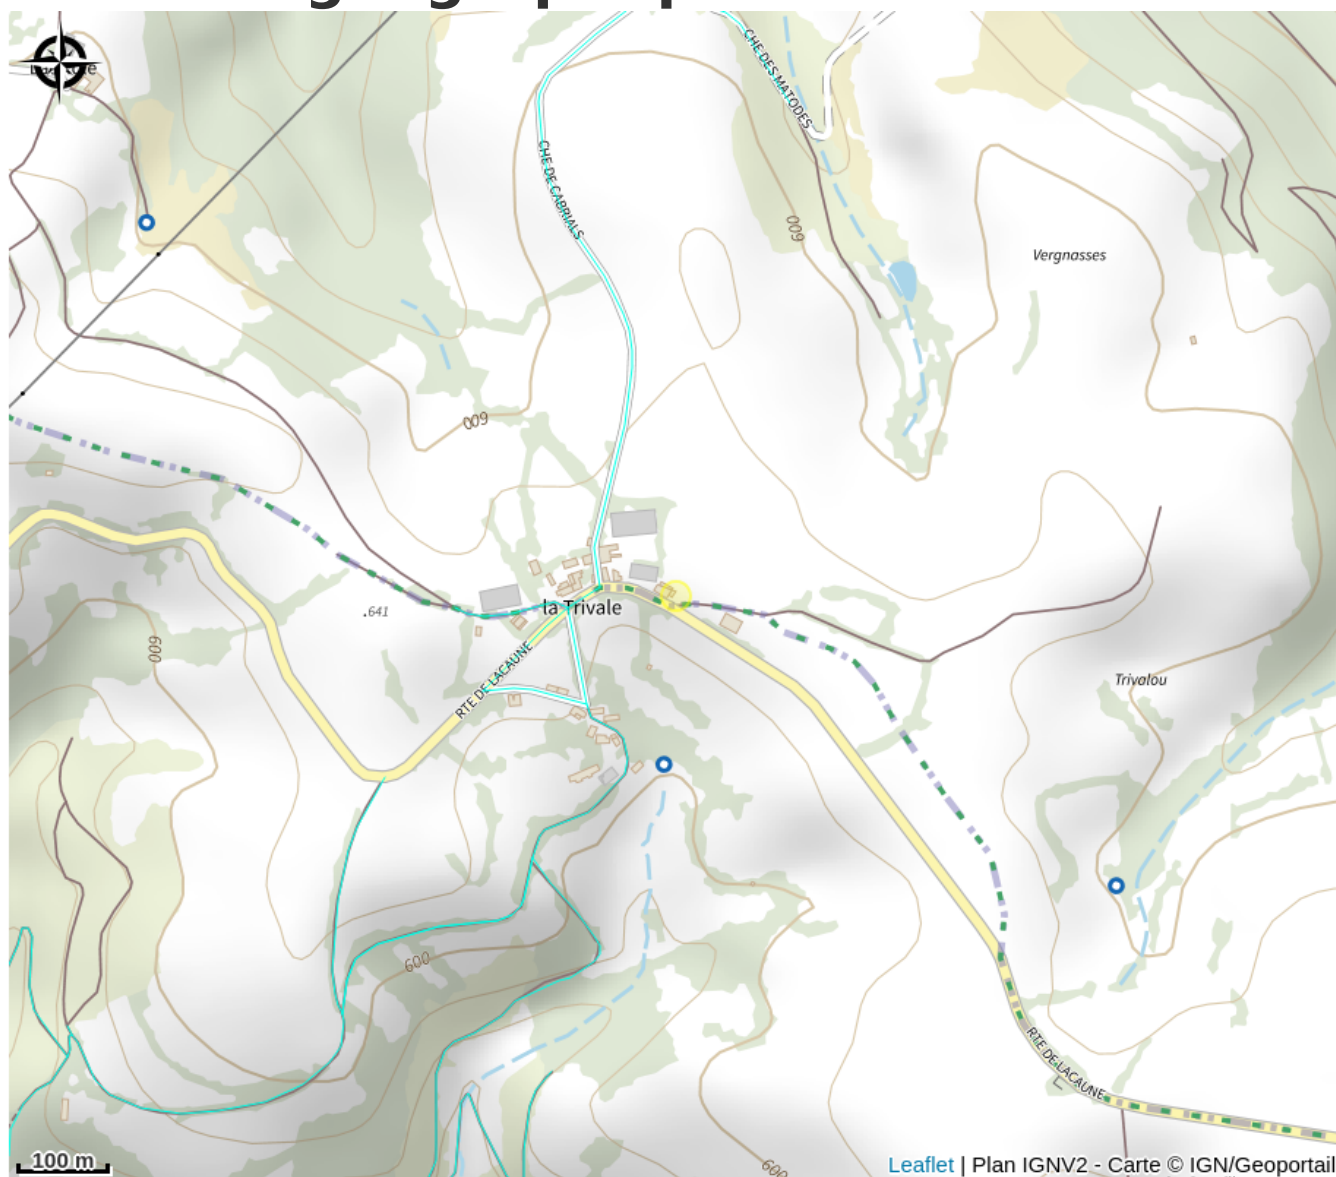 CHE DES MATODES
CHE DE CABRIALS
600
Vergnasses
600
641
la Trivale
600
RTE DE LACAUNE
Trivalou
600
RTE DE LACAUNE
600
100 m
Leaflet | Plan IGNV2 - Carte © IGN/Geoportail